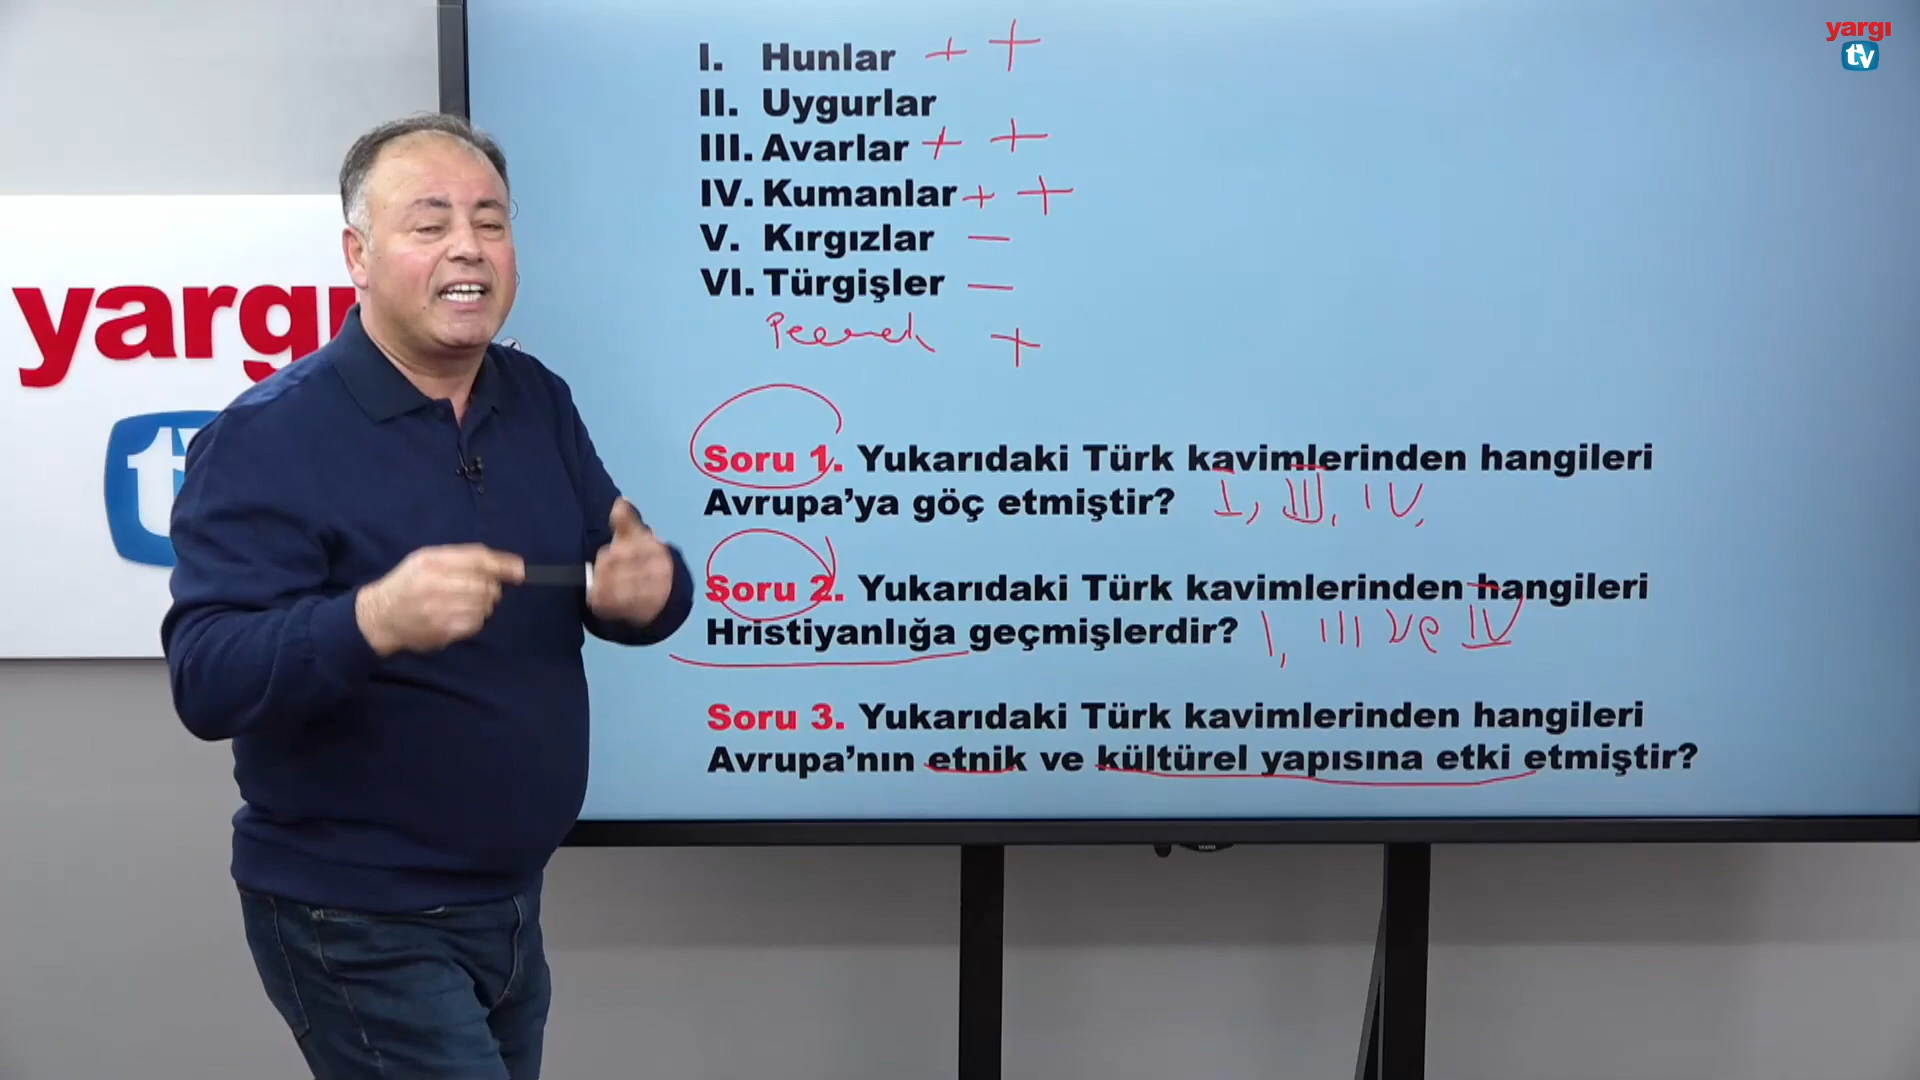 yargı
tv
I. Hunlar + +
II. Uygurlar
III. Avarlar + +
IV. Kumanlar + +
V. Kırgızlar —
VI. Türgişler —
+
yargı
Soru 1. Yukarıdaki Türk kavimlerinden hangileri
Avrupa’ya göç etmiştir? I, III, IV,
Soru 2. Yukarıdaki Türk kavimlerinden hangileri
Hristiyanlığa geçmişlerdir? I, III ve IV
Soru 3. Yukarıdaki Türk kavimlerinden hangileri
Avrupa’nın etnik ve kültürel yapısına etki etmiştir?